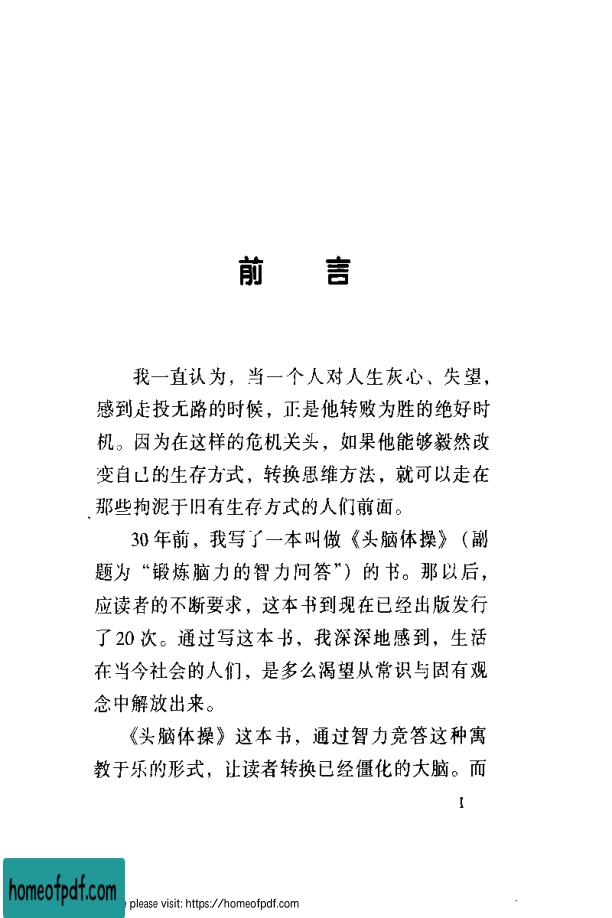 前 言
我一直认为，当一个人对人生灰心、失望，
感到走投无路的时候，正是他转败为胜的绝好时
机。因为在这样的危机关头，如果他能够毅然改
变自己的生存方式，转换思维方法，就可以走在
那些拘泥于旧有生存方式的人们前面。
30年前，我写了一本叫做《头脑体操》（副
题为“锻炼脑力的智力问答”）的书。那以后，
应读者的不断要求，这本书到现在已经出版发行
了20次。通过写这本书，我深深地感到，生活
在当今社会的人们，是多么渴望从常识与固有观
念中解放出来。
《头脑体操》这本书，通过智力竞答这种寓
教于乐的形式，让读者转换已经僵化的大脑。而
I
homeofpdf.com
please visit: https://homeofpdf.com